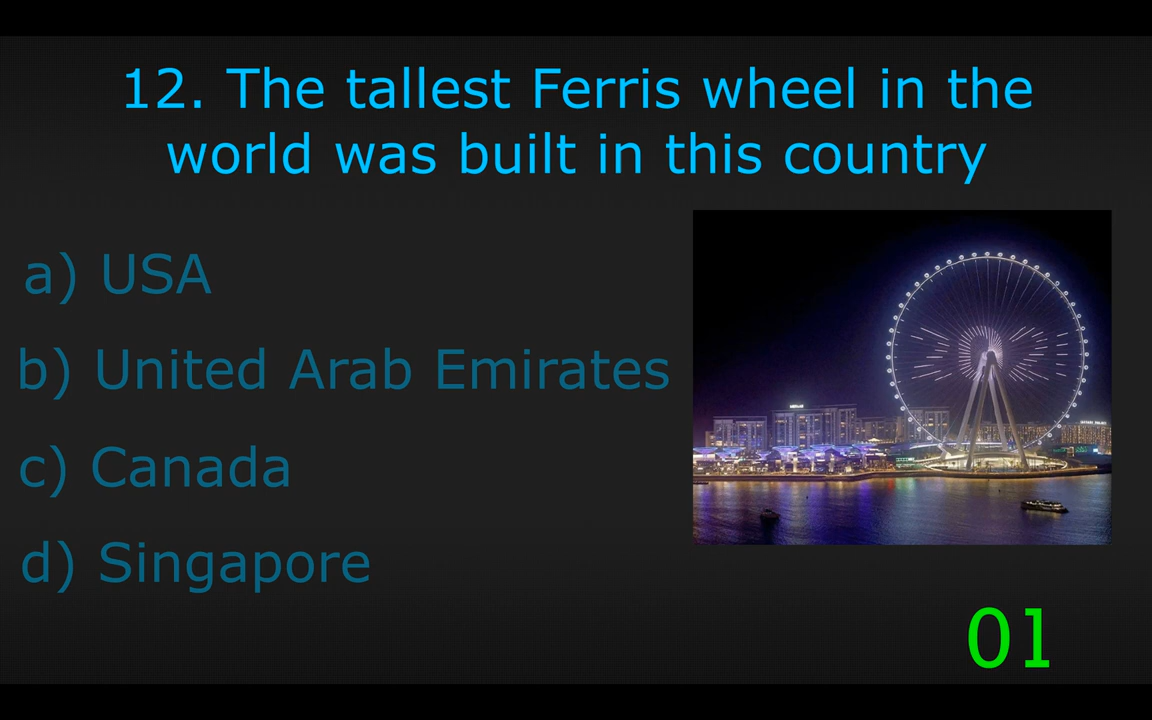 12. The tallest Ferris wheel in the
world was built in this country
a) USA
b) United Arab Emirates
c) Canada
d) Singapore
01